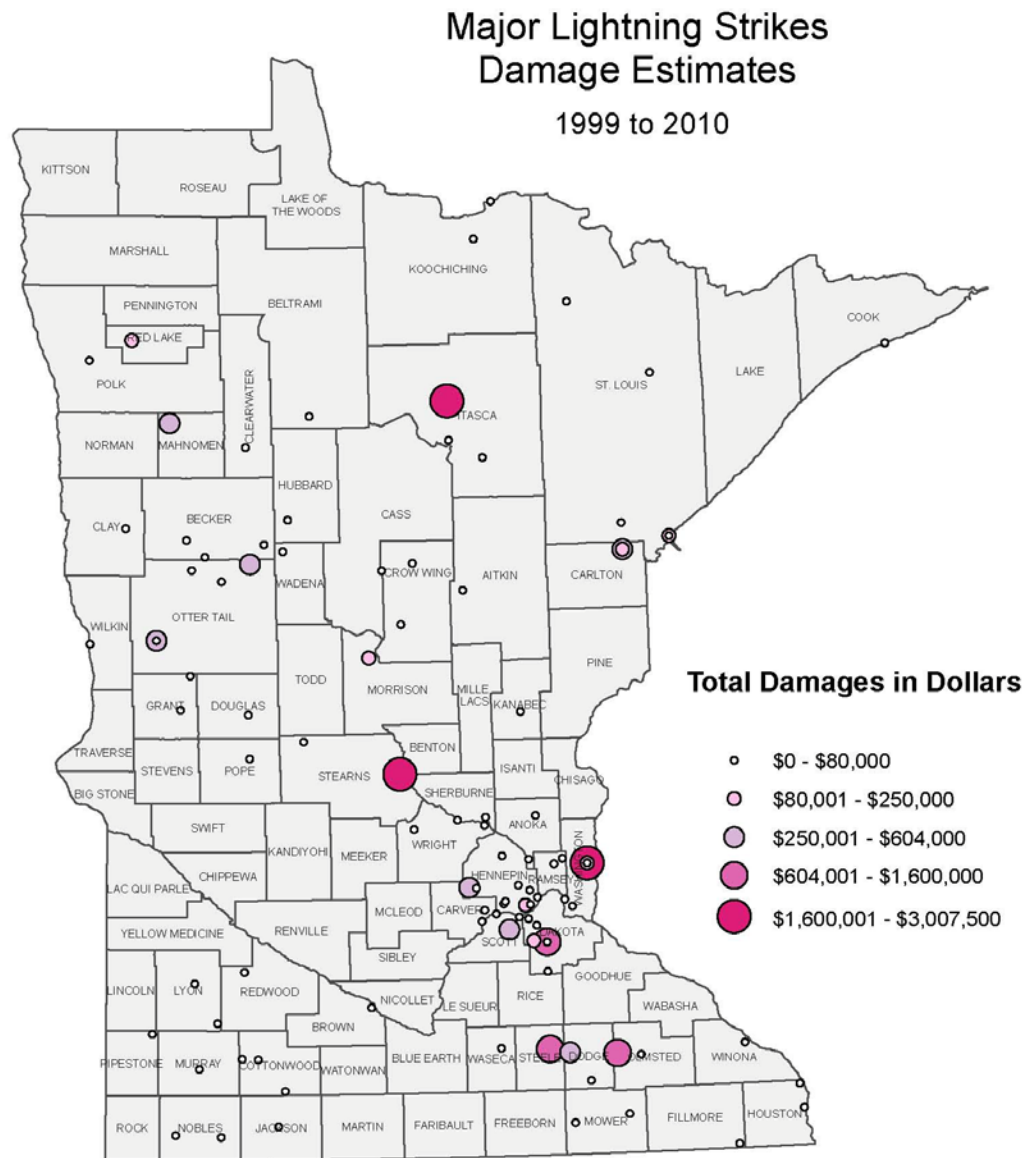 Major Lightning Strikes
Damage Estimates
1999 to 2010
KITTSON
ROSEAU
LAKE OF
THE WOODS
MARSHALL
KOOCHICHING
PENNINGTON
BELTRAMI
RED LAKE
COOK
POLK
ST. LOUIS
LAKE
CLEARWATER
ITASCA
NORMAN
MAHNOMEN
HUBBARD
CASS
CLAY
BECKER
CROW WING
AITKIN
CARLTON
WADENA
OTTER TAIL
WILKIN
PINE
TODD
MORRISON
MILLE
LACS
KANABEC
GRANT
DOUGLAS
TRAVERSE
BENTON
STEVENS
POPE
STEARNS
ISANTI
CHISAGO
BIG STONE
SHERBURNE
SWIFT
ANOKA
WRIGHT
KANDIYOHI
MEEKER
WASHINGTON
CHIPPEWA
HENNEPIN
RAMSEY
LAC QUI PARLE
MCLEOD
CARVER
YELLOW MEDICINE
RENVILLE
SCOTT
DAKOTA
SIBLEY
GOODHUE
LINCOLN
LYON
REDWOOD
NICOLLET
LE SUEUR
RICE
WABASHA
BROWN
PIPESTONE
MURRAY
COTTONWOOD
WATONWAN
BLUE EARTH
WASECA
STEELE
DODGE
OLMSTED
WINONA
ROCK
NOBLES
JACKSON
MARTIN
FARIBAULT
FREEBORN
MOWER
FILLMORE
HOUSTON
Total Damages in Dollars
$0 - $80,000
$80,001 - $250,000
$250,001 - $604,000
$604,001 - $1,600,000
$1,600,001 - $3,007,500